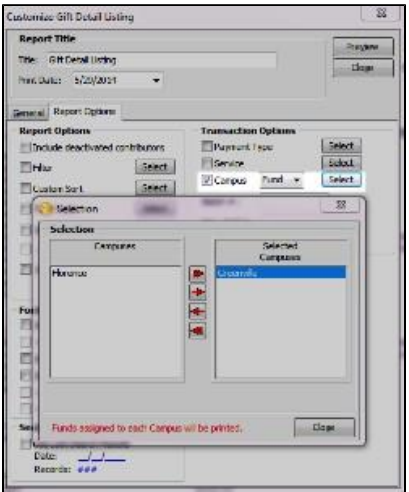 Customize Gift Detail Listing
Report Title
Title: Gift Detail Listing
Print Date: 5/20/2014
Preview
Close
General Report Options
Report Options
Include deactivated contributors
Filter Select
Custom Sort Select
Transaction Options
Payment Type Select
Service Select
Campus Fund Select
Selection
Selection
Campuses
Florence
Selected Campuses
Greenville
Funds assigned to each Campus will be printed.
Close
Date: _/_/_
Records: ###